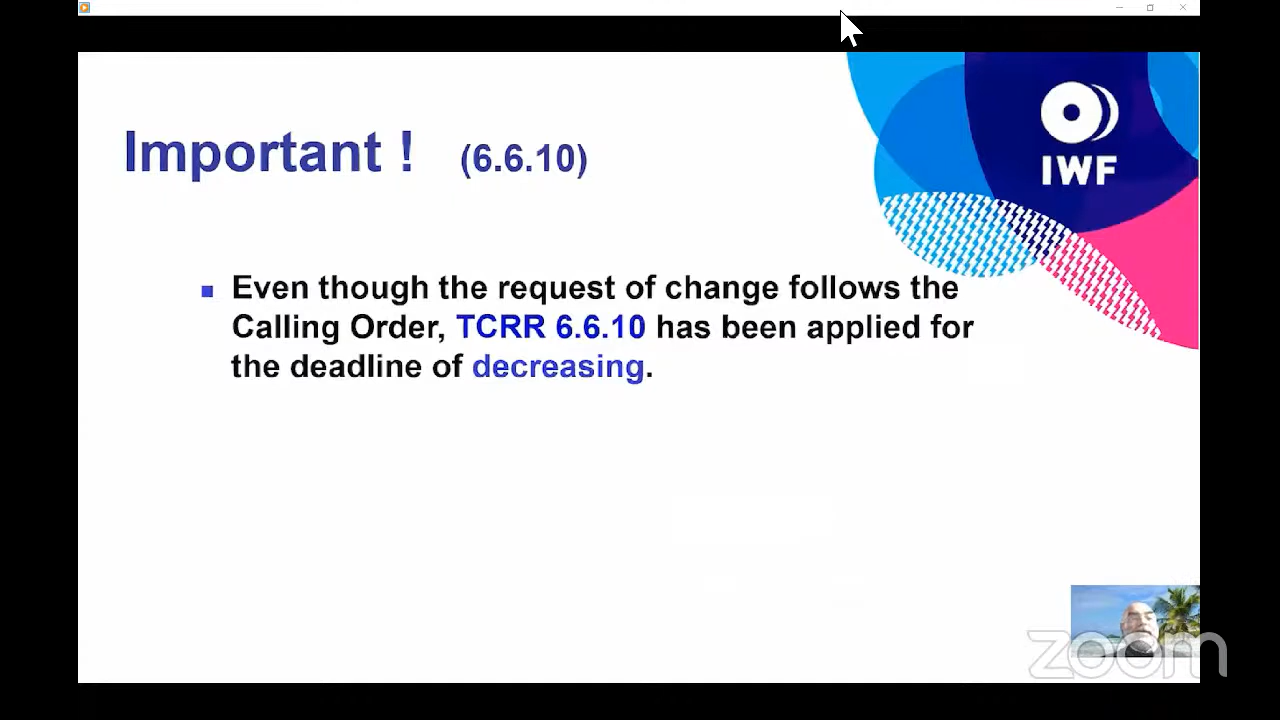 IWF
Important ! (6.6.10)
Even though the request of change follows the
Calling Order, TCRR 6.6.10 has been applied for
the deadline of decreasing.
zoom